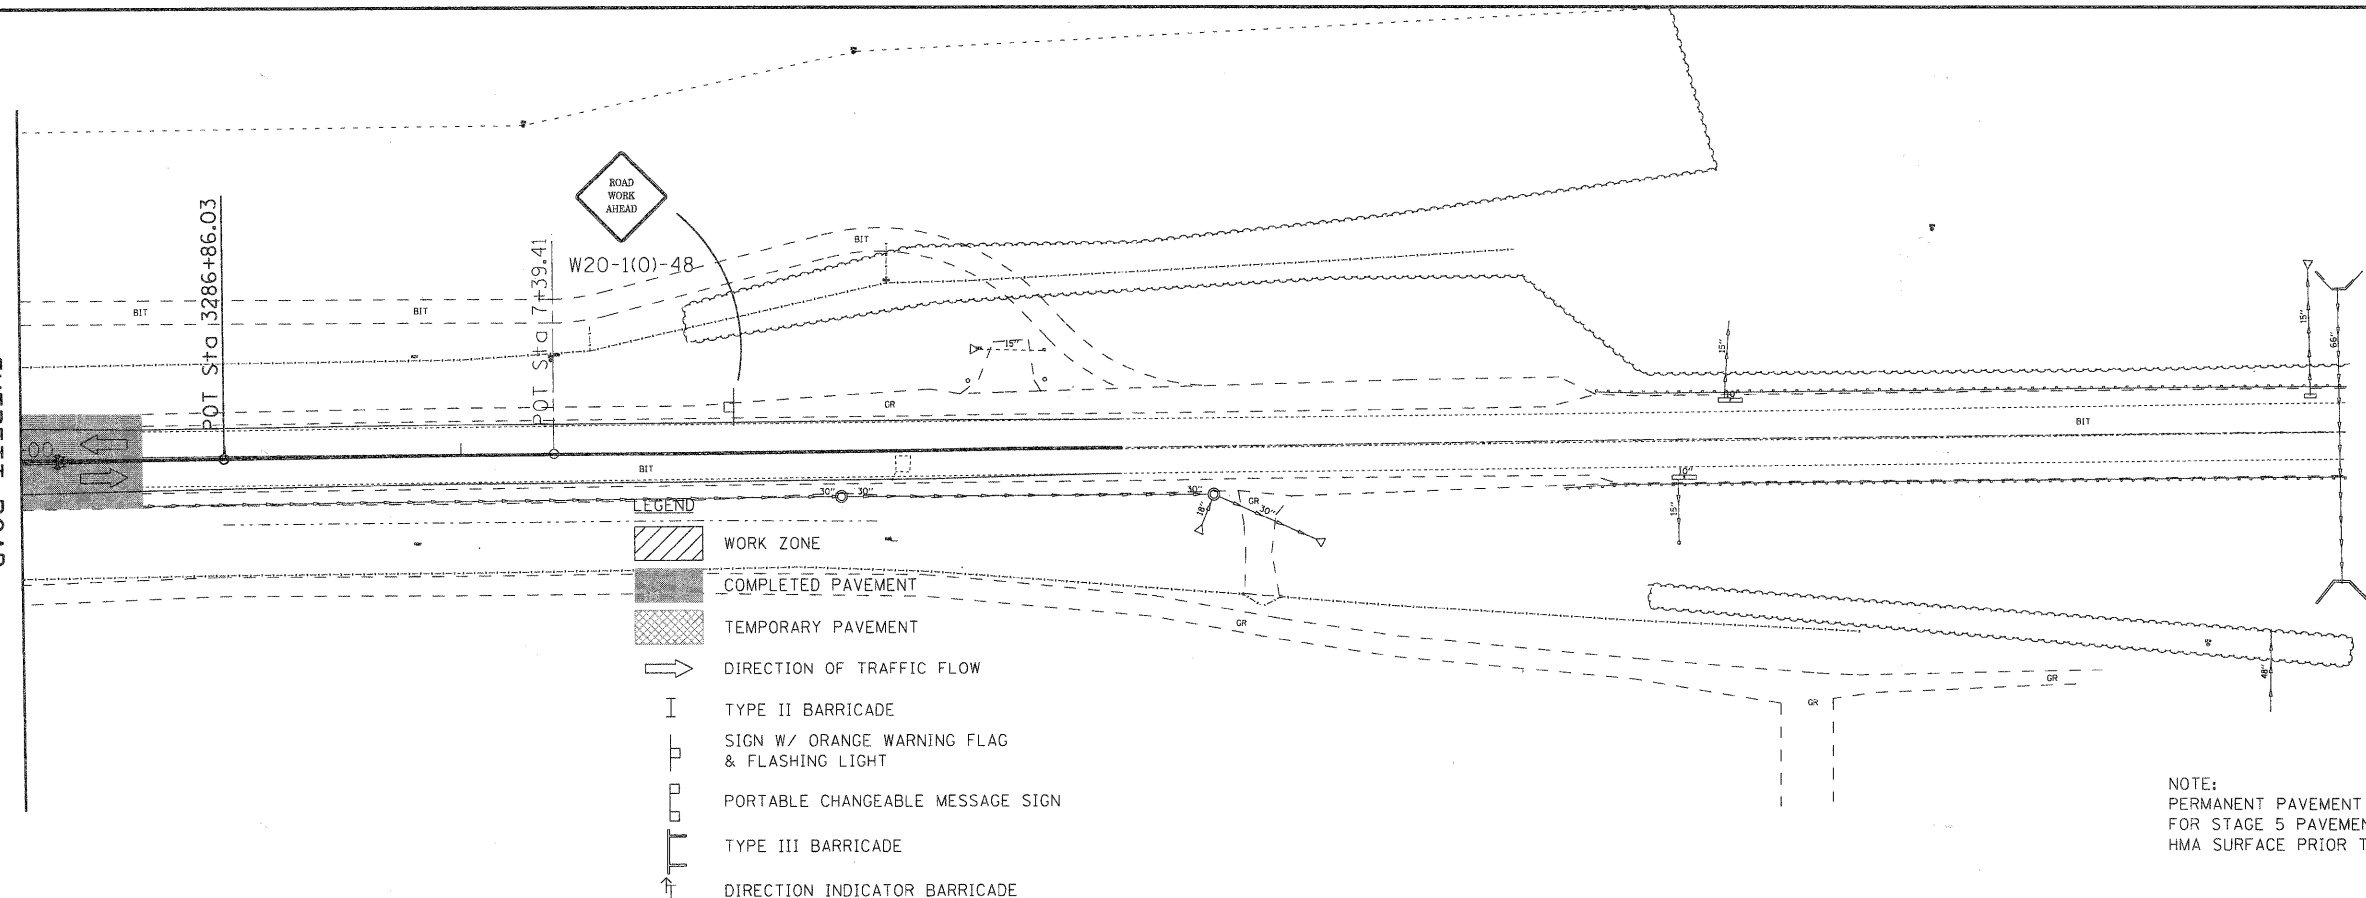 ROAD
WORK
AHEAD
W20-1(O)-48
POT Sta 3286+86.03
POT Sta 7+39.41
BIT
BIT
BIT
BIT
BIT
GR
GR
GR
GR
GR
15"
15"
15"
15"
66"
10"
30"
30"
30"
30"
18"
48"
00
LEGEND
WORK ZONE
COMPLETED PAVEMENT
TEMPORARY PAVEMENT
DIRECTION OF TRAFFIC FLOW
TYPE II BARRICADE
SIGN W/ ORANGE WARNING FLAG
& FLASHING LIGHT
PORTABLE CHANGEABLE MESSAGE SIGN
TYPE III BARRICADE
DIRECTION INDICATOR BARRICADE
NOTE:
PERMANENT PAVEMENT
FOR STAGE 5 PAVEMEN
HMA SURFACE PRIOR T